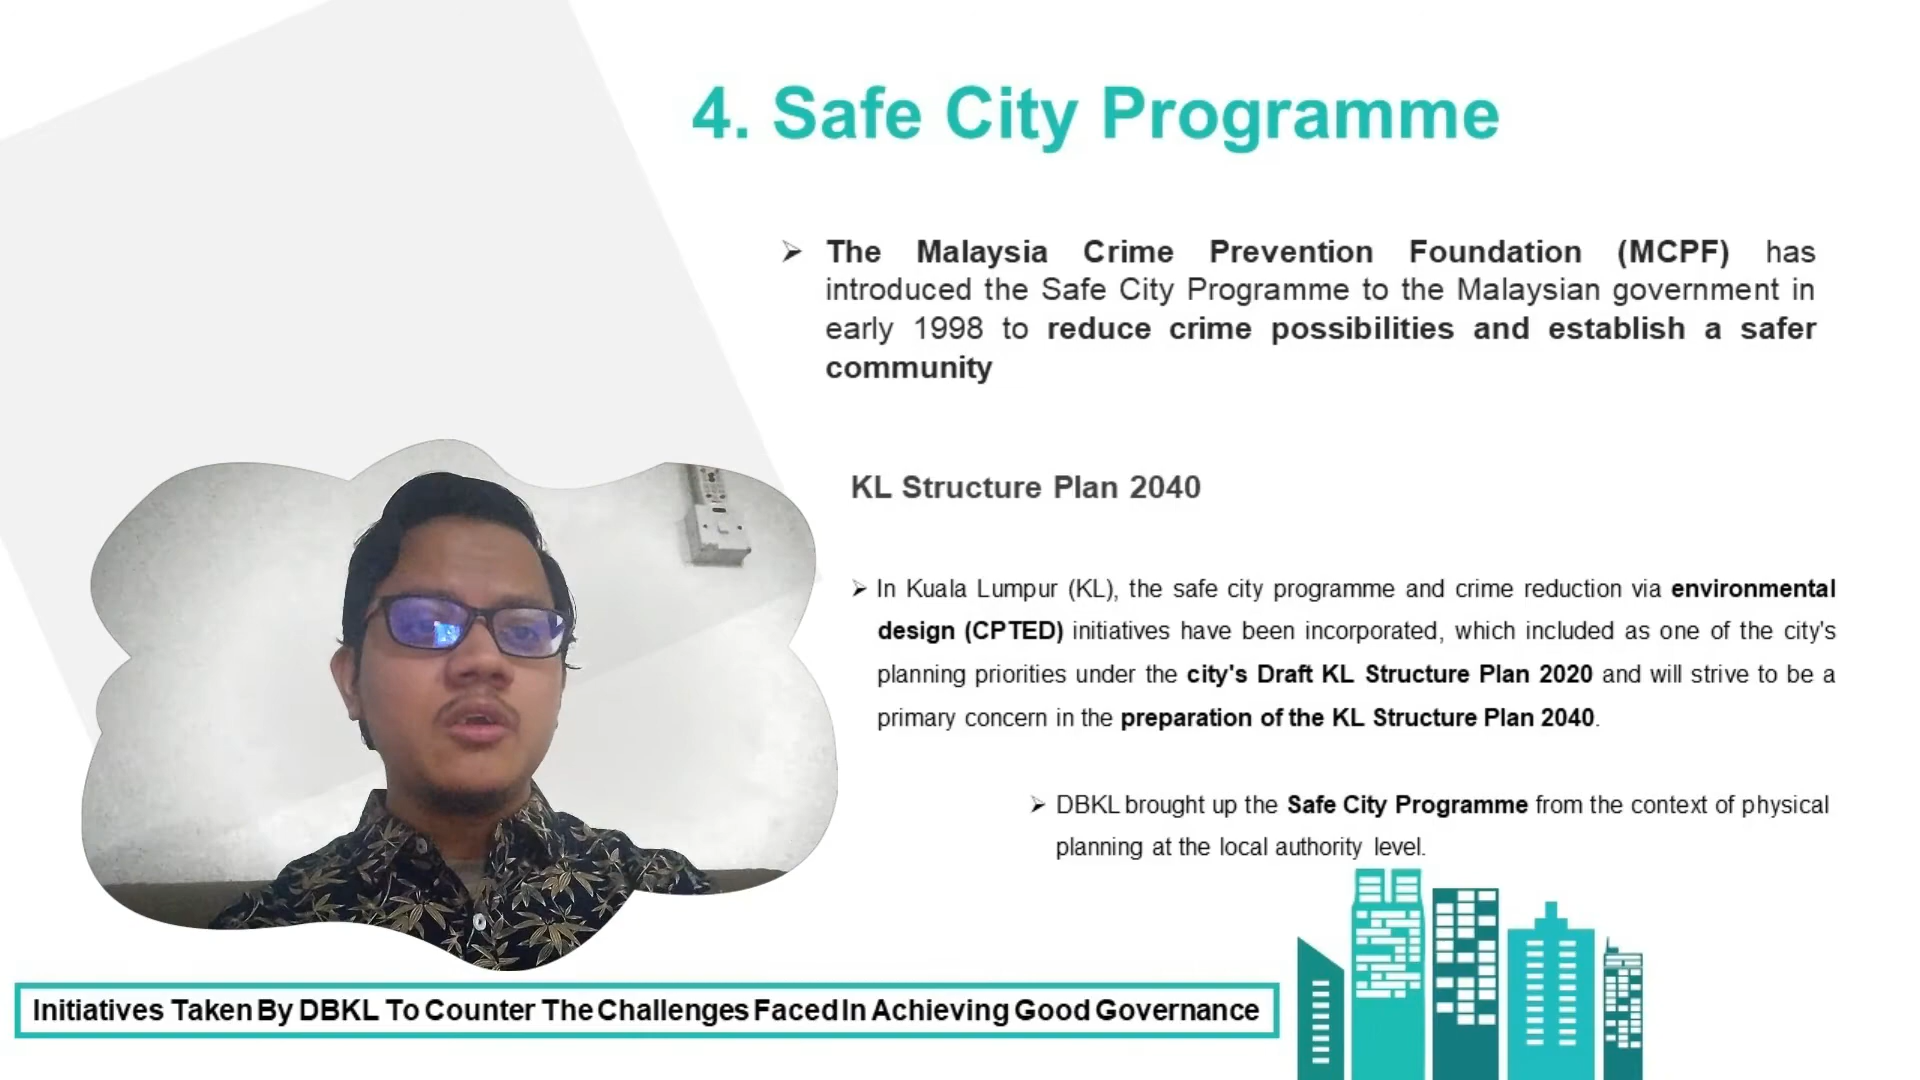 4. Safe City Programme
➢ The Malaysia Crime Prevention Foundation (MCPF) has
introduced the Safe City Programme to the Malaysian government in
early 1998 to reduce crime possibilities and establish a safer
community
KL Structure Plan 2040
➢ In Kuala Lumpur (KL), the safe city programme and crime reduction via environmental
design (CPTED) initiatives have been incorporated, which included as one of the city's
planning priorities under the city's Draft KL Structure Plan 2020 and will strive to be a
primary concern in the preparation of the KL Structure Plan 2040.
➢ DBKL brought up the Safe City Programme from the context of physical
planning at the local authority level.
Initiatives Taken By DBKL To Counter The Challenges Faced In Achieving Good Governance